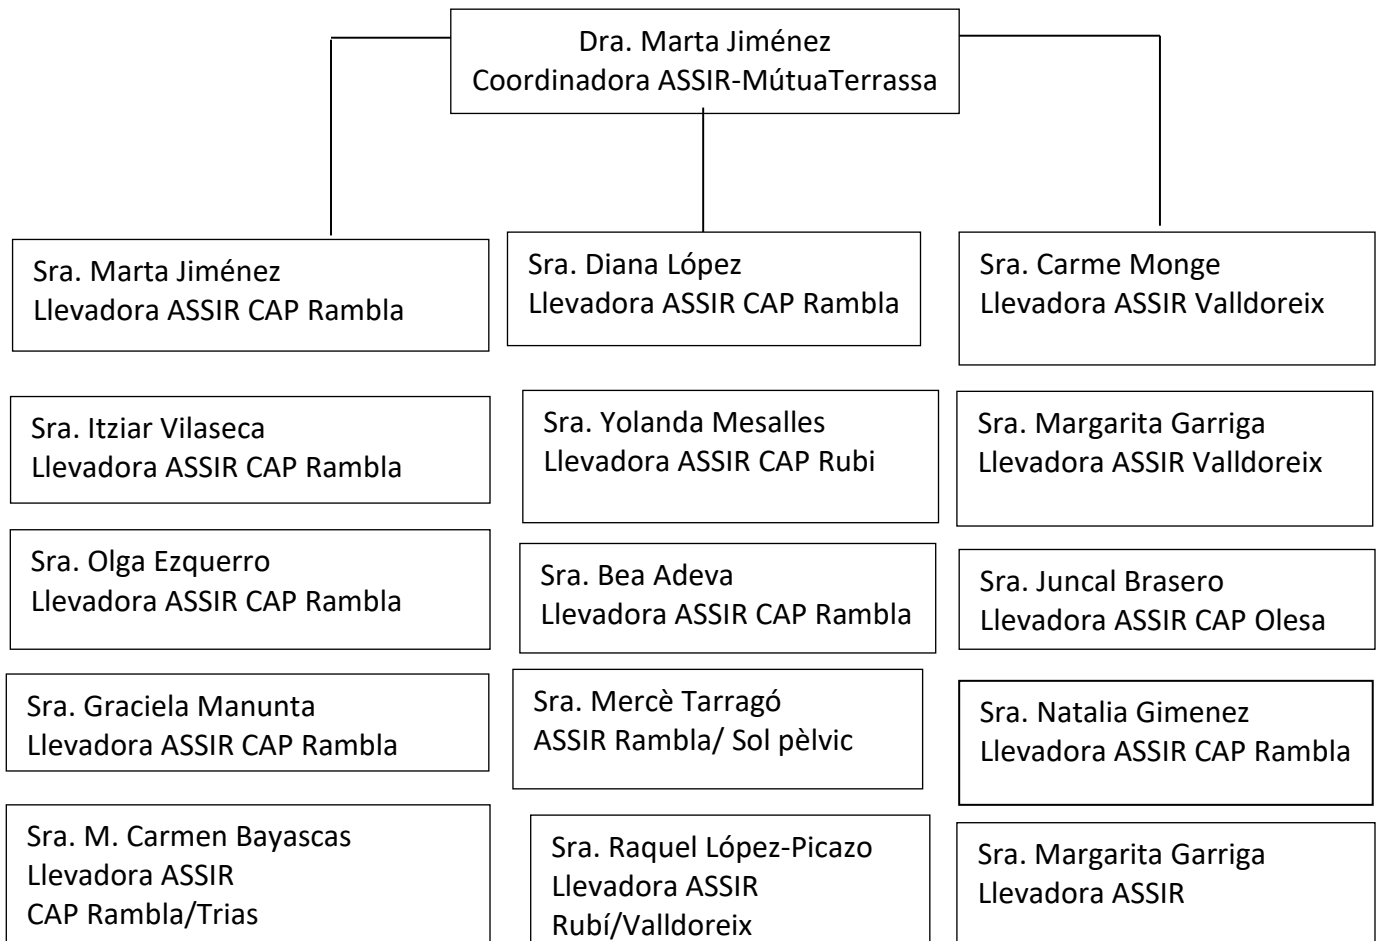 Dra. Marta Jiménez
Coordinadora ASSIR-MútuaTerrassa
Sra. Marta Jiménez
Llevadora ASSIR CAP Rambla
Sra. Diana López
Llevadora ASSIR CAP Rambla
Sra. Carme Monge
Llevadora ASSIR Valldoreix
Sra. Itziar Vilaseca
Llevadora ASSIR CAP Rambla
Sra. Yolanda Mesalles
Llevadora ASSIR CAP Rubi
Sra. Margarita Garriga
Llevadora ASSIR Valldoreix
Sra. Olga Ezquerro
Llevadora ASSIR CAP Rambla
Sra. Bea Adeva
Llevadora ASSIR CAP Rambla
Sra. Juncal Brasero
Llevadora ASSIR CAP Olesa
Sra. Graciela Manunta
Llevadora ASSIR CAP Rambla
Sra. Mercè Tarragó
ASSIR Rambla/ Sol pèlvic
Sra. Natalia Gimenez
Llevadora ASSIR CAP Rambla
Sra. M. Carmen Bayascas
Llevadora ASSIR
CAP Rambla/Trias
Sra. Raquel López-Picazo
Llevadora ASSIR
Rubí/Valldoreix
Sra. Margarita Garriga
Llevadora ASSIR